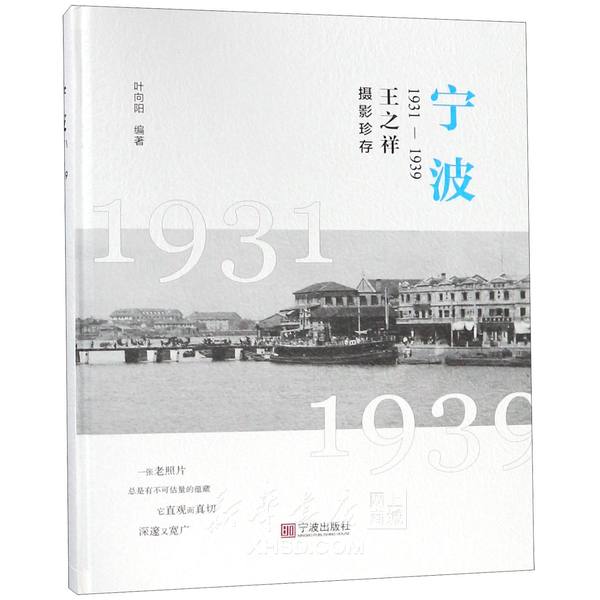 宁波
1931—1939
王之祥
摄影珍存
叶向阳 编著
1931
1939
一张老照片
总是有不可估量的蕴藏
它直观而真切
深邃又宽广
宁波出版社
NINGBO PUBLISHING HOUSE
新华书店
网上商城
XHSD.COM